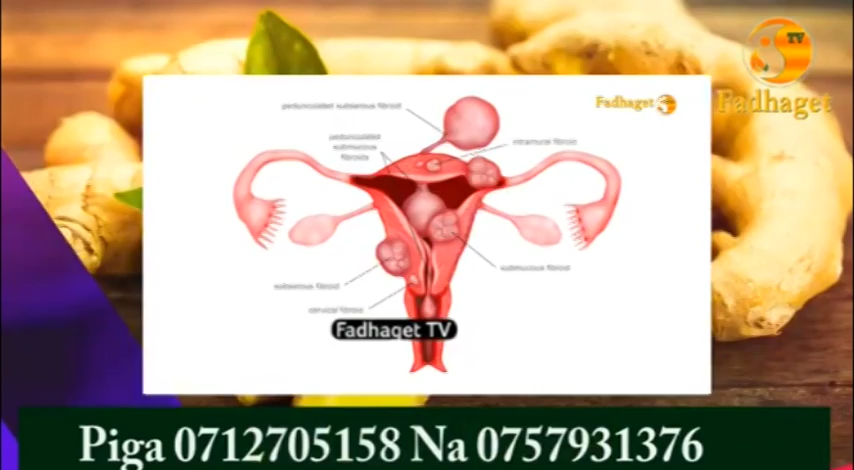 TV
Fadhaget
Fadhaget
pedunculated subserous fibroid
pedunculated
submucous
fibroids
intramural fibroid
submucous fibroid
subserous fibroid
cervical fibroid
Fadhaget TV
Piga 0712705158 Na 0757931376